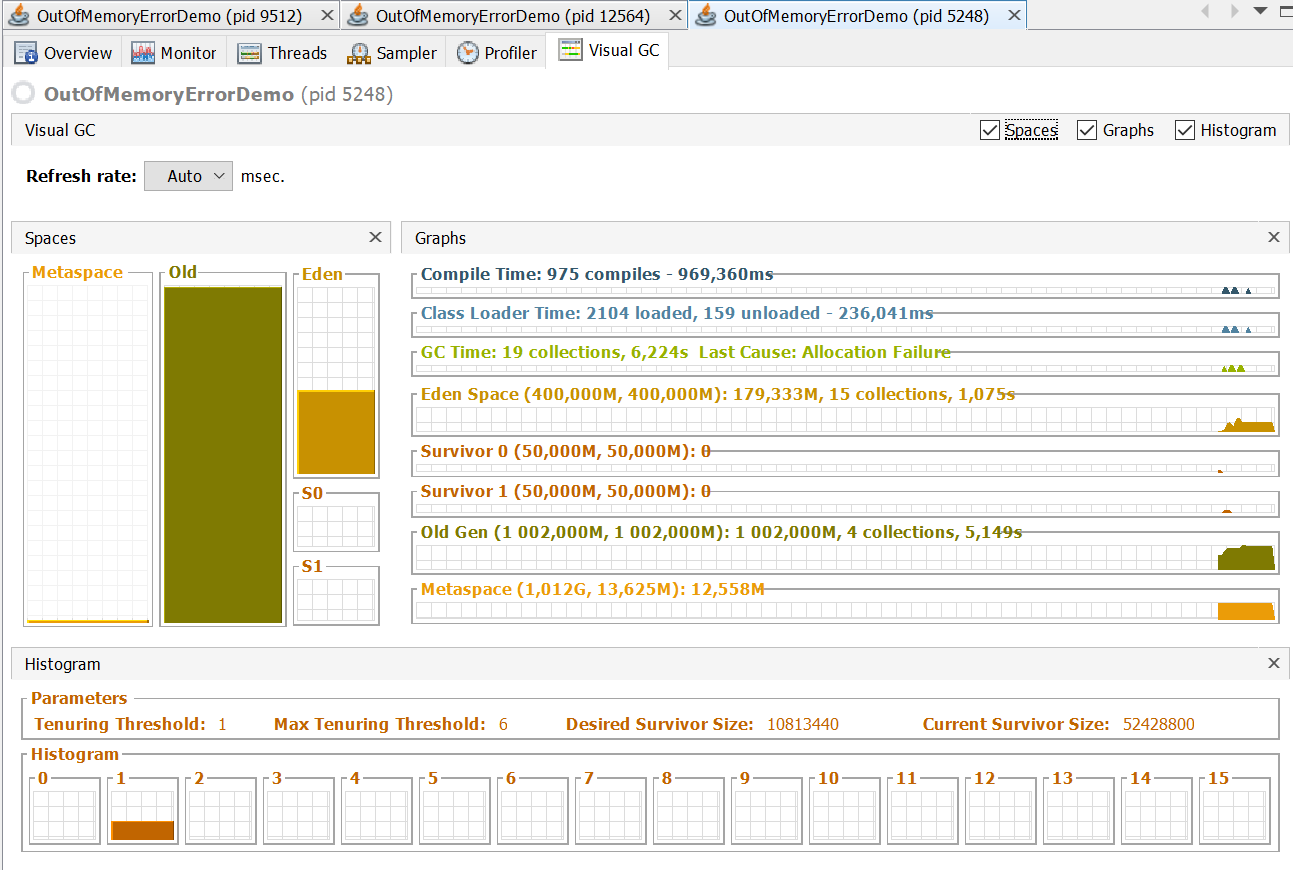 OutOfMemoryErrorDemo (pid 9512) OutOfMemoryErrorDemo (pid 12564) OutOfMemoryErrorDemo (pid 5248)
Overview Monitor Threads Sampler Profiler Visual GC
OutOfMemoryErrorDemo (pid 5248)
Visual GC Spaces Graphs Histogram
Refresh rate: Auto msec.
Spaces
Metaspace Old Eden
S0
S1
Graphs
Compile Time: 975 compiles - 969,360ms
Class Loader Time: 2104 loaded, 159 unloaded - 236,041ms
GC Time: 19 collections, 6,224s Last Cause: Allocation Failure
Eden Space (400,000M, 400,000M): 179,333M, 15 collections, 1,075s
Survivor 0 (50,000M, 50,000M): 0
Survivor 1 (50,000M, 50,000M): 0
Old Gen (1 002,000M, 1 002,000M): 1 002,000M, 4 collections, 5,149s
Metaspace (1,012G, 13,625M): 12,558M
Histogram
Parameters
Tenuring Threshold: 1 Max Tenuring Threshold: 6 Desired Survivor Size: 10813440 Current Survivor Size: 52428800
Histogram
0 1 2 3 4 5 6 7 8 9 10 11 12 13 14 15